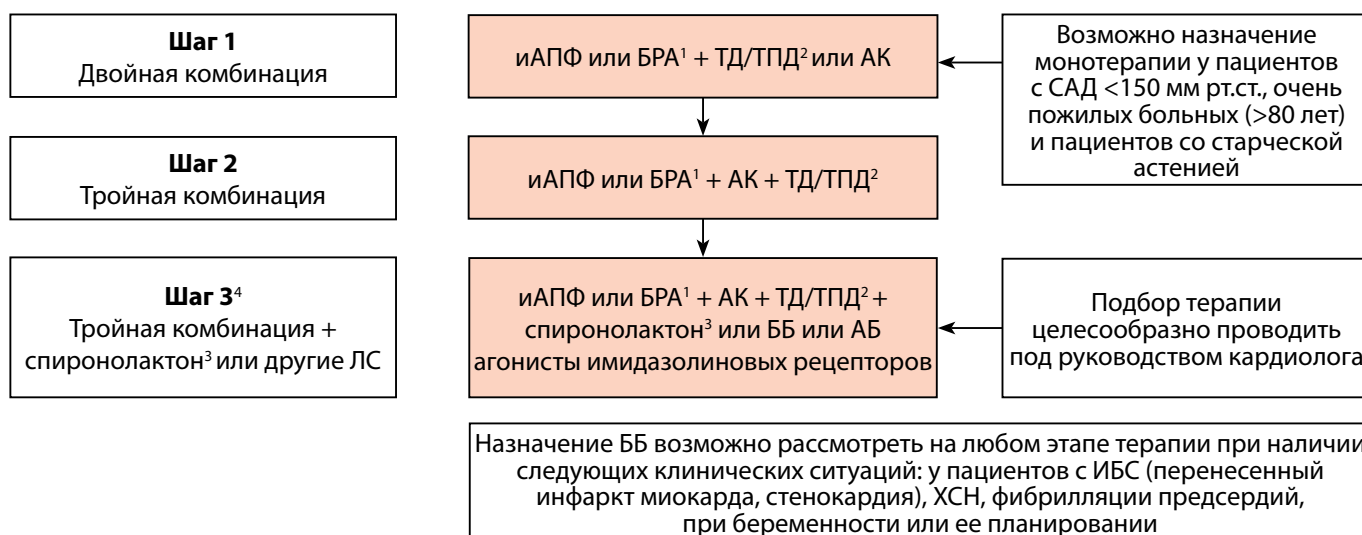 Шаг 1
Двойная комбинация
иАПФ или БРА¹ + ТД/ТПД² или АК
Возможно назначение
монотерапии у пациентов
с САД <150 мм рт.ст., очень
пожилых больных (>80 лет)
и пациентов со старческой
астенией
Шаг 2
Тройная комбинация
иАПФ или БРА¹ + АК + ТД/ТПД²
Шаг 3⁴
Тройная комбинация +
спиронолактон³ или другие ЛС
иАПФ или БРА¹ + АК + ТД/ТПД² +
спиронолактон³ или ББ или АБ
агонисты имидазолиновых рецепторов
Подбор терапии
целесообразно проводить
под руководством кардиолога
Назначение ББ возможно рассмотреть на любом этапе терапии при наличии
следующих клинических ситуаций: у пациентов с ИБС (перенесенный
инфаркт миокарда, стенокардия), ХСН, фибрилляции предсердий,
при беременности или ее планировании